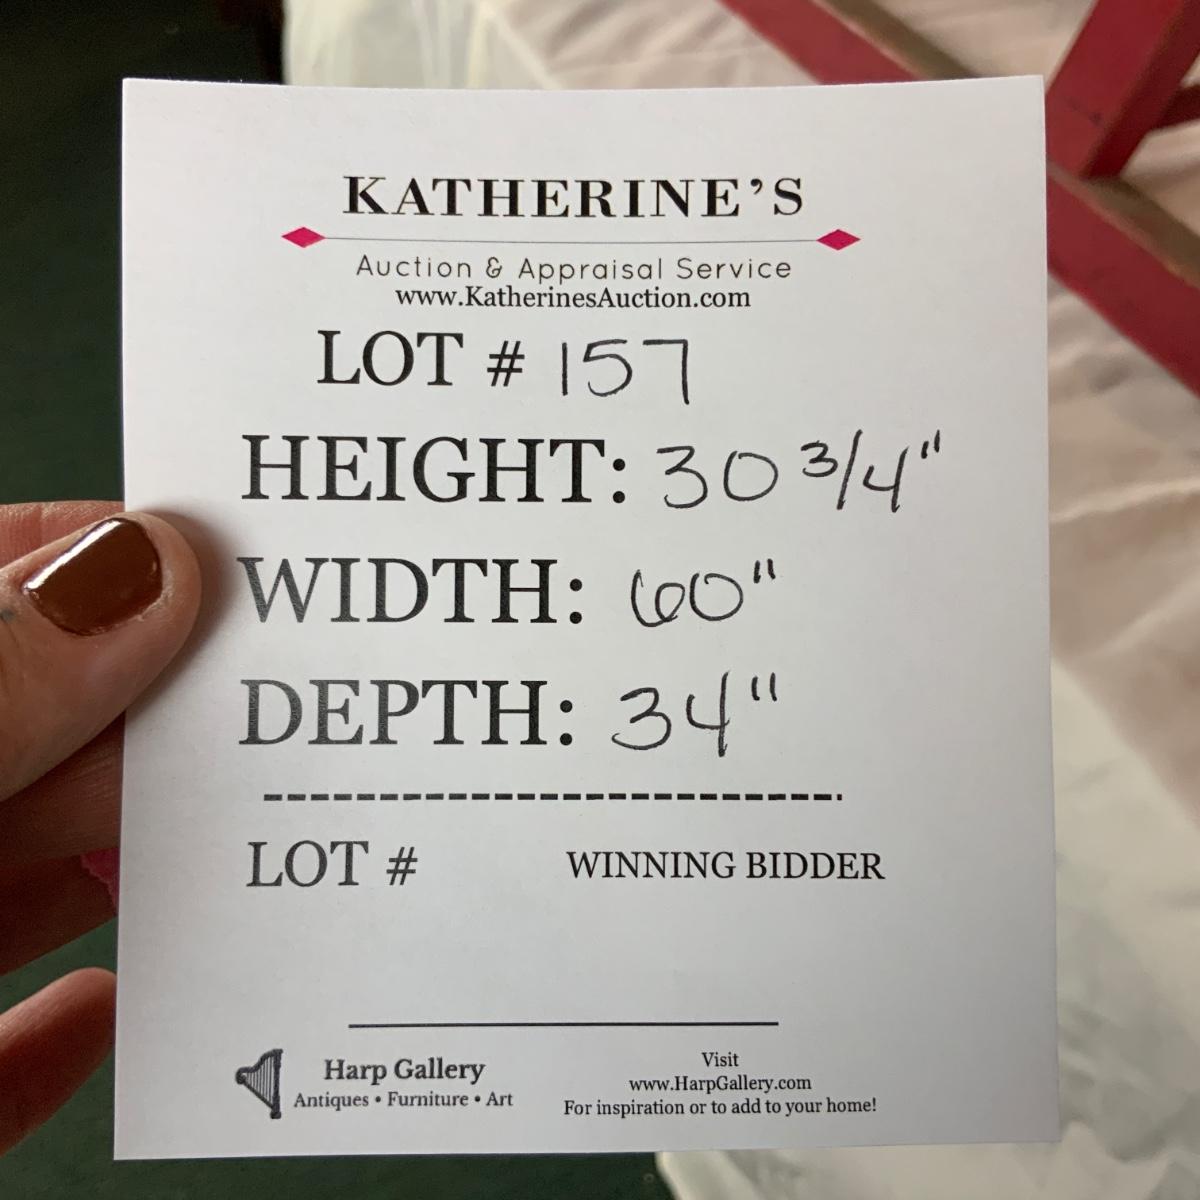 KATHERINE'S
Auction & Appraisal Service
www.KatherinesAuction.com
LOT # 157
HEIGHT: 30 3/4"
WIDTH: 60"
DEPTH: 34"
LOT # WINNING BIDDER
Harp Gallery
Antiques • Furniture • Art
Visit
www.HarpGallery.com
For inspiration or to add to your home!